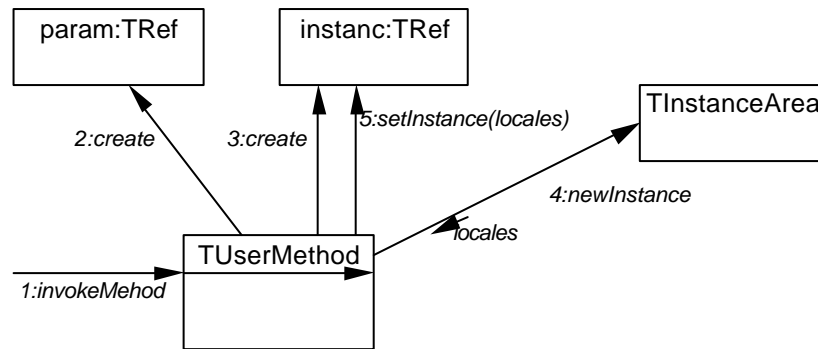 param:TRef
instanc:TRef
TInstanceArea
2:create
3:create
5:setInstance(locales)
4:newInstance
locales
TUserMethod
1:invokeMehod